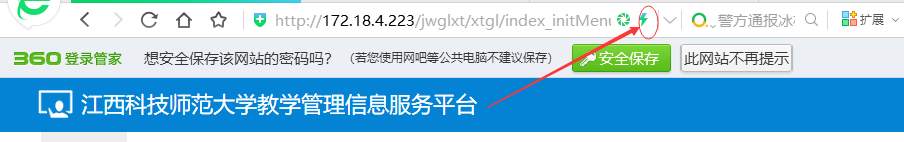 http://172.18.4.223/jwglxt/xtgl/index_initMenu 警方通报冰 扩展
360 登录管家 想安全保存该网站的密码吗? (若您使用网吧等公共电脑不建议保存) 安全保存 此网站不再提示
江西科技师范大学教学管理信息服务平台